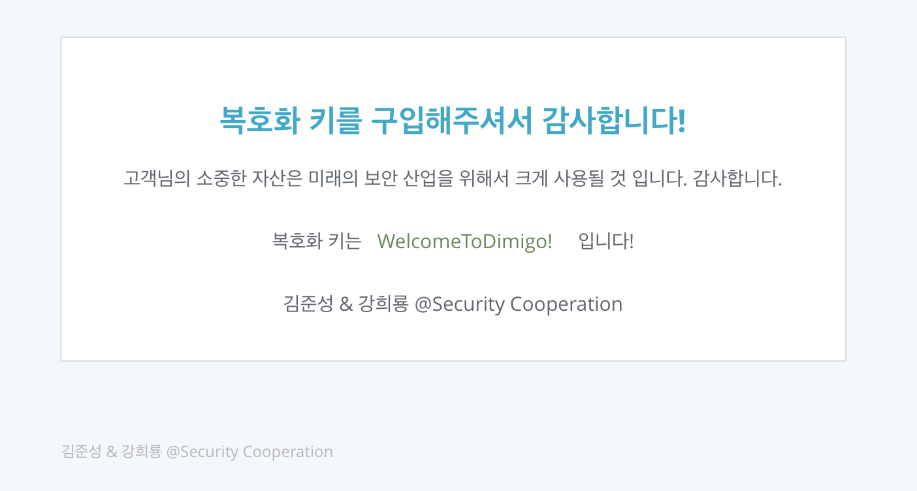 복호화 키를 구입해주셔서 감사합니다!
고객님의 소중한 자산은 미래의 보안 산업을 위해서 크게 사용될 것 입니다. 감사합니다.
복호화 키는 WelcomeToDimigo! 입니다!
김준성 & 강희룡 @Security Cooperation
김준성 & 강희룡 @Security Cooperation